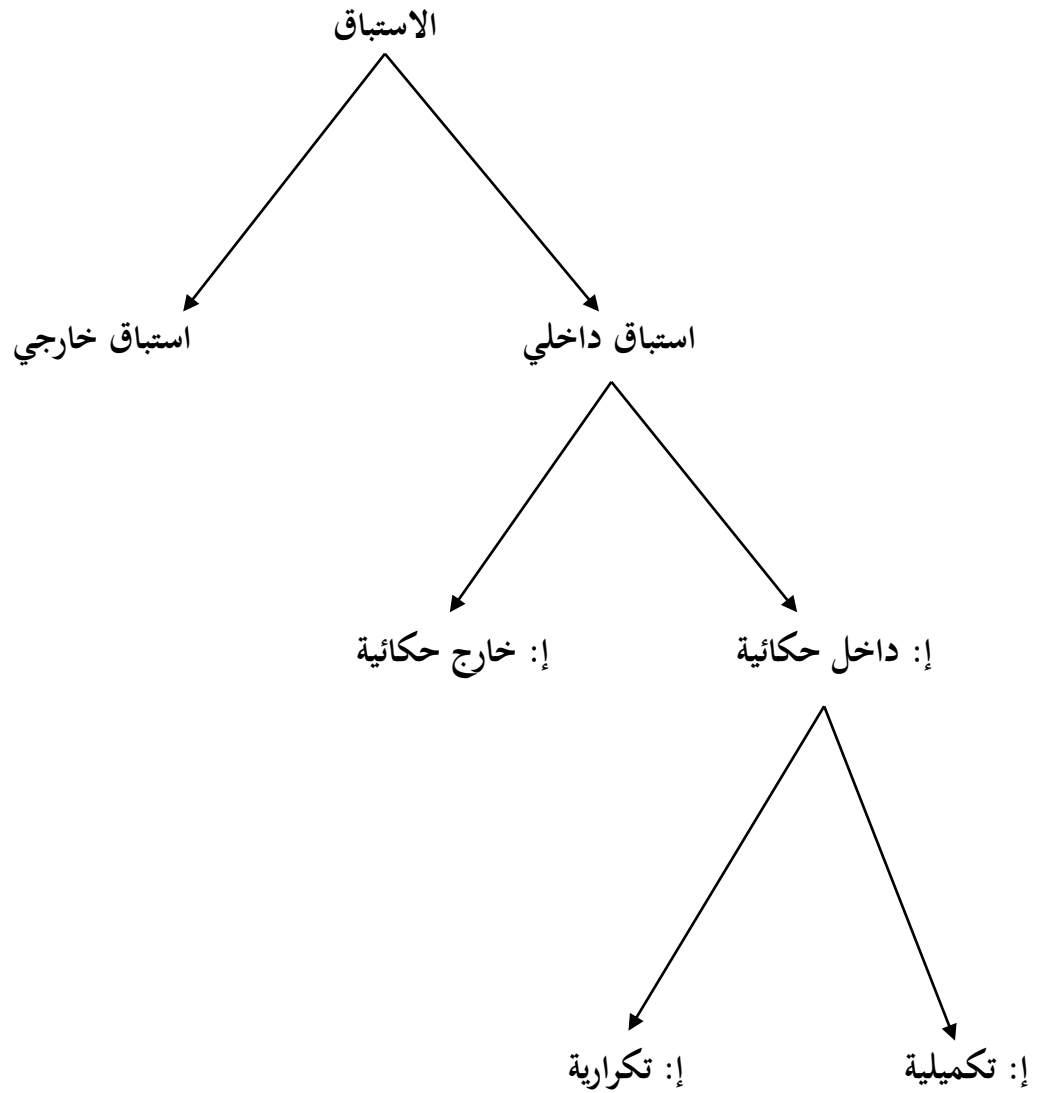 الاستباق
استباق داخلي
استباق خارجي
إ: داخل حكائية
إ: خارج حكائية
إ: تكميلية
إ: تكرارية